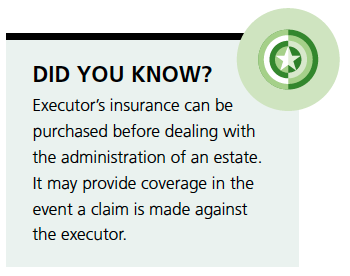 DID YOU KNOW?
Executor’s insurance can be
purchased before dealing with
the administration of an estate.
It may provide coverage in the
event a claim is made against
the executor.